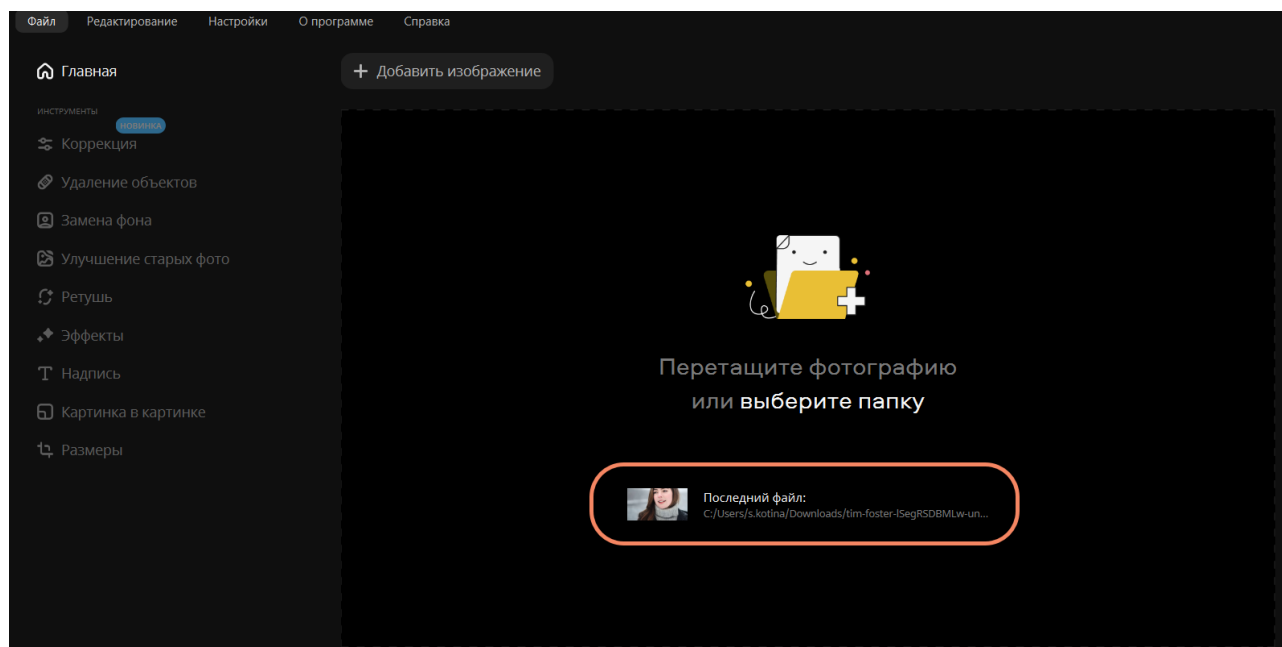 Файл Редактирование Настройки О программе Справка
Главная
Добавить изображение
ИНСТРУМЕНТЫ
НОВИНКА
Коррекция
Удаление объектов
Замена фона
Улучшение старых фото
Ретушь
Эффекты
Надпись
Картинка в картинке
Размеры
Перетащите фотографию
или выберите папку
Последний файл:
C:/Users/s.kotina/Downloads/tim-foster-lSegRSDBMLw-un...